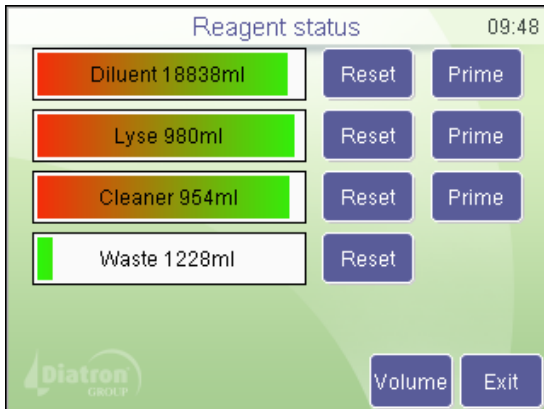 Reagent status 09:48
Diluent 18838ml Reset Prime
Lyse 980ml Reset Prime
Cleaner 954ml Reset Prime
Waste 1228ml Reset
Diatron
GROUP
Volume Exit